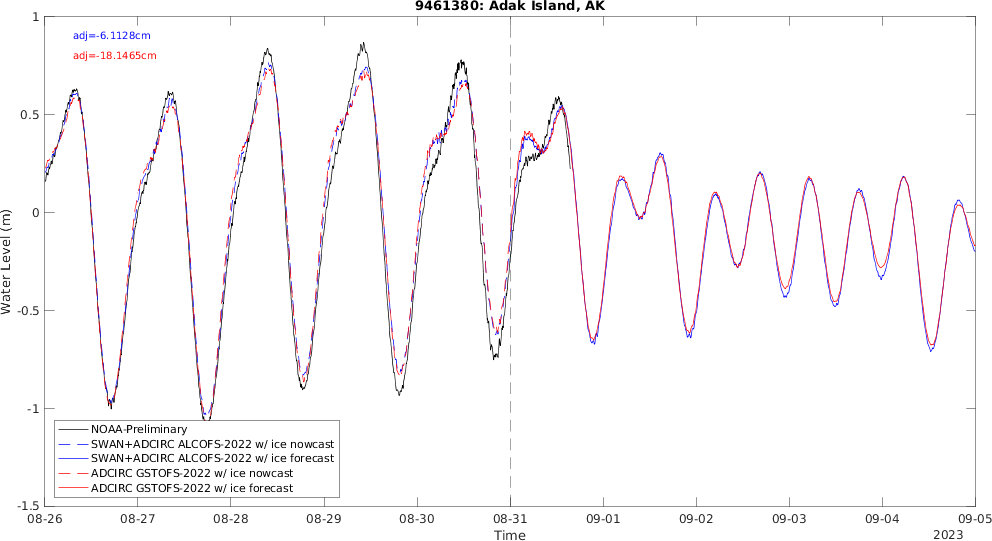 9461380: Adak Island, AK
adj=-6.1128cm
adj=-18.1465cm
1
0.5
0
-0.5
-1
-1.5
Water Level (m)
NOAA-Preliminary
SWAN+ADCIRC ALCOFS-2022 w/ ice nowcast
SWAN+ADCIRC ALCOFS-2022 w/ ice forecast
ADCIRC GSTOFS-2022 w/ ice nowcast
ADCIRC GSTOFS-2022 w/ ice forecast
08-26 08-27 08-28 08-29 08-30 08-31 09-01 09-02 09-03 09-04 09-05
Time
2023